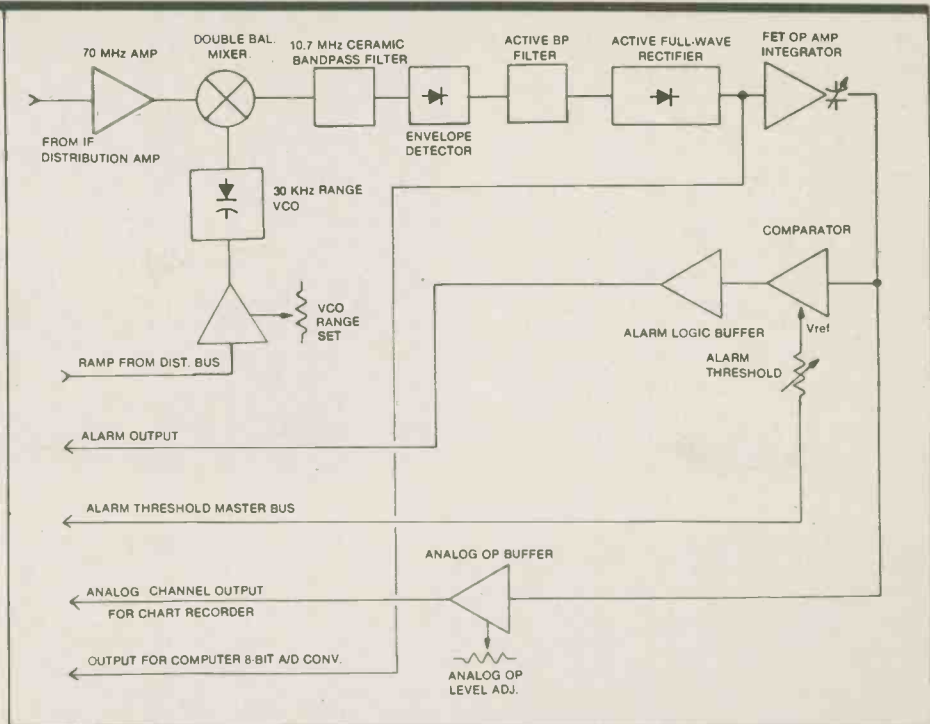 70 MHz AMP
DOUBLE BAL.
MIXER
10.7 MHz CERAMIC
BANDPASS FILTER
ACTIVE BP
FILTER
ACTIVE FULL-WAVE
RECTIFIER
FET OP AMP
INTEGRATOR
FROM IF
DISTRIBUTION AMP
ENVELOPE
DETECTOR
30 KHz RANGE
VCO
COMPARATOR
VCO
RANGE
SET
ALARM LOGIC BUFFER
Vref
ALARM
THRESHOLD
RAMP FROM DIST. BUS
ALARM OUTPUT
ALARM THRESHOLD MASTER BUS
ANALOG OP BUFFER
ANALOG CHANNEL OUTPUT
FOR CHART RECORDER
OUTPUT FOR COMPUTER 8-BIT A/D CONV.
ANALOG OP
LEVEL ADJ.